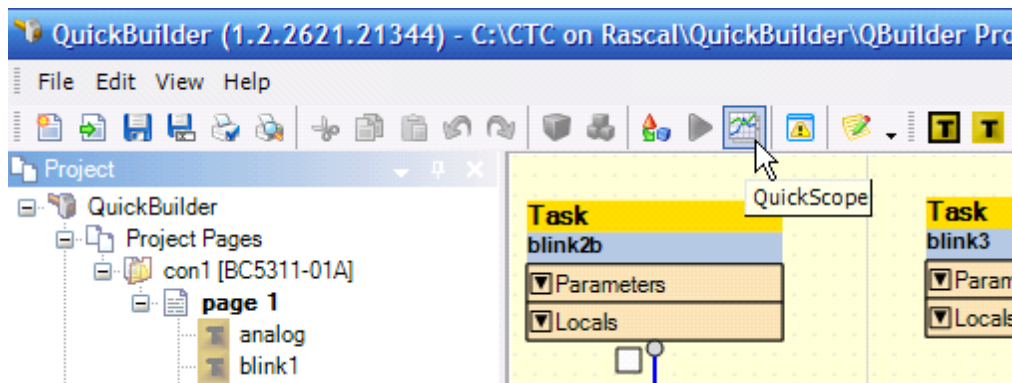 QuickBuilder (1.2.2621.21344) - C:\CTC on Rascal\QuickBuilder\QBuilder Pro
File Edit View Help
T T
Project
QuickBuilder
Project Pages
con1 [BC5311-01A]
page 1
analog
blink1
QuickScope
Task
blink2b
Parameters
Locals
Task
blink3
Param
Locals